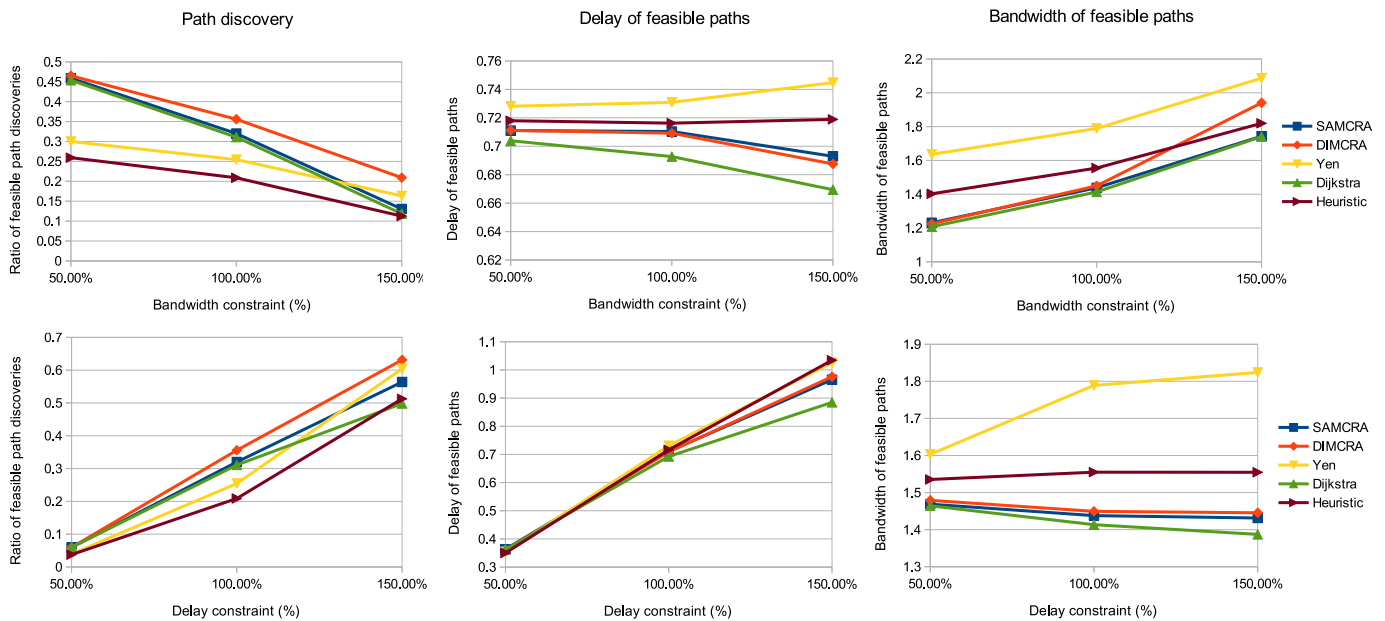 Path discovery
Delay of feasible paths
Bandwidth of feasible paths
Ratio of feasible path discoveries
0.5
0.45
0.4
0.35
0.3
0.25
0.2
0.15
0.1
0.05
0
50.00%
100.00%
150.00%
Bandwidth constraint (%)
Delay of feasible paths
0.76
0.74
0.72
0.7
0.68
0.66
0.64
0.62
50.00%
100.00%
150.00%
Bandwidth constraint (%)
Bandwidth of feasible paths
2.2
2
1.8
1.6
1.4
1.2
1
50.00%
100.00%
150.00%
Bandwidth constraint (%)
SAMCRA
DIMCRA
Yen
Dijkstra
Heuristic
Ratio of feasible path discoveries
0.7
0.6
0.5
0.4
0.3
0.2
0.1
0
50.00%
100.00%
150.00%
Delay constraint (%)
Delay of feasible paths
1.1
1
0.9
0.8
0.7
0.6
0.5
0.4
0.3
50.00%
100.00%
150.00%
Delay constraint (%)
Bandwidth of feasible paths
1.9
1.8
1.7
1.6
1.5
1.4
1.3
50.00%
100.00%
150.00%
Delay constraint (%)
SAMCRA
DIMCRA
Yen
Dijkstra
Heuristic